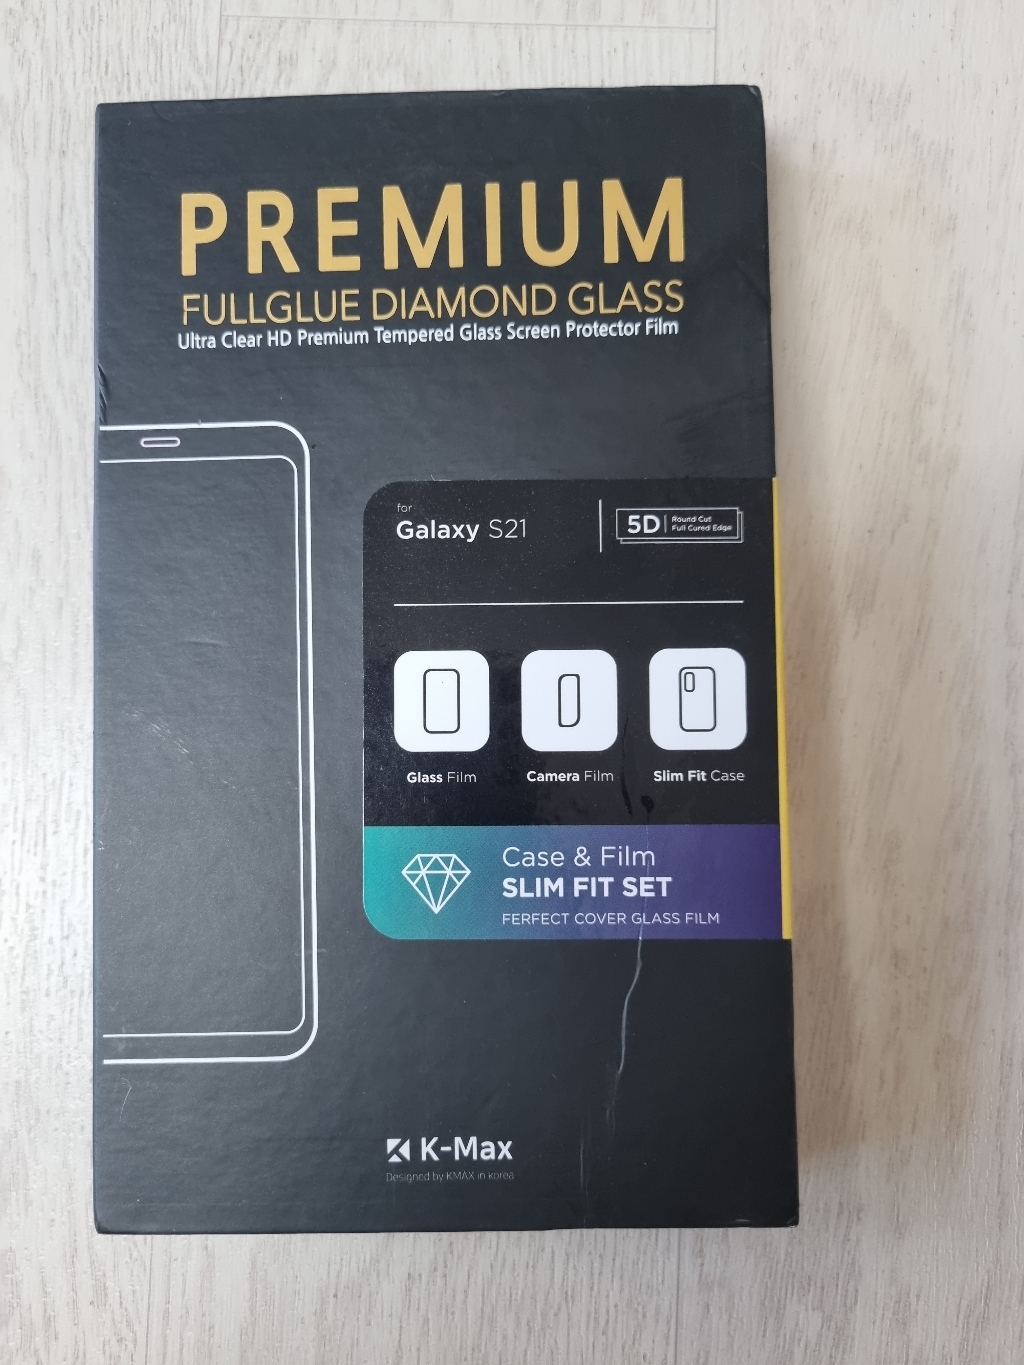 PREMIUM
FULLGLUE DIAMOND GLASS
Ultra Clear HD Premium Tempered Glass Screen Protector Film
for
Galaxy S21
5D
Round Cut
Full Cured Edge
Glass Film
Camera Film
Slim Fit Case
Case & Film
SLIM FIT SET
FERFECT COVER GLASS FILM
K-Max
Designed by KMAX in korea